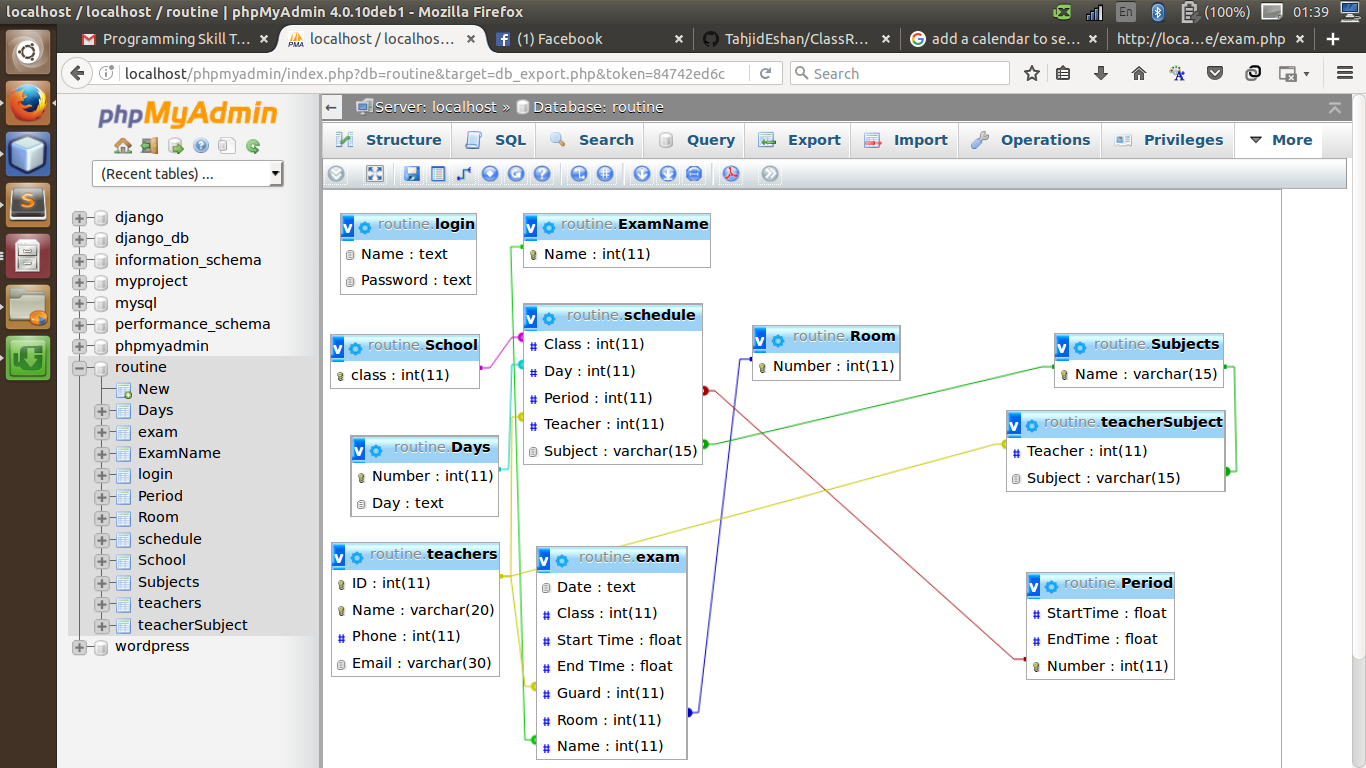 localhost / localhost / routine | phpMyAdmin 4.0.10deb1 - Mozilla Firefox
En
(100%)
01:39
Programming Skill T...
localhost / localhos...
(1) Facebook
TahjidEshan/ClassR...
add a calendar to se...
http://loca...e/exam.php
localhost/phpmyadmin/index.php?db=routine&target=db_export.php&token=84742ed6c
Search
phpMyAdmin
(Recent tables) ...
django
django_db
information_schema
myproject
mysql
performance_schema
phpmyadmin
routine
New
Days
exam
ExamName
login
Period
Room
schedule
School
Subjects
teachers
teacherSubject
wordpress
Server: localhost » Database: routine
Structure
SQL
Search
Query
Export
Import
Operations
Privileges
More
v routine.login
Name : text
Password : text
v routine.ExamName
Name : int(11)
v routine.schedule
Class : int(11)
Day : int(11)
Period : int(11)
Teacher : int(11)
Subject : varchar(15)
v routine.School
class : int(11)
v routine.Room
Number : int(11)
v routine.Subjects
Name : varchar(15)
v routine.teacherSubject
Teacher : int(11)
Subject : varchar(15)
v routine.Days
Number : int(11)
Day : text
v routine.teachers
ID : int(11)
Name : varchar(20)
Phone : int(11)
Email : varchar(30)
v routine.exam
Date : text
Class : int(11)
Start Time : float
End TIme : float
Guard : int(11)
Room : int(11)
Name : int(11)
v routine.Period
StartTime : float
EndTime : float
Number : int(11)